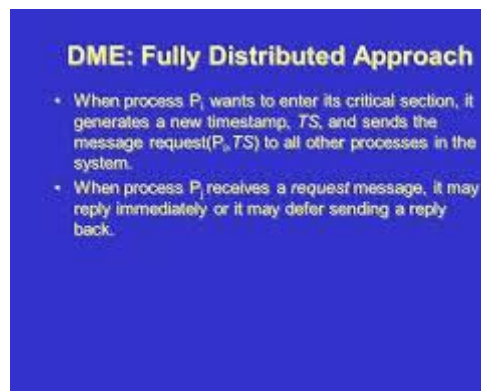 DME: Fully Distributed Approach
• When process Pi wants to enter its critical section, it
generates a new timestamp, TS, and sends the
message request(Pi,TS) to all other processes in the
system.
• When process Pj receives a request message, it may
reply immediately or it may defer sending a reply
back.